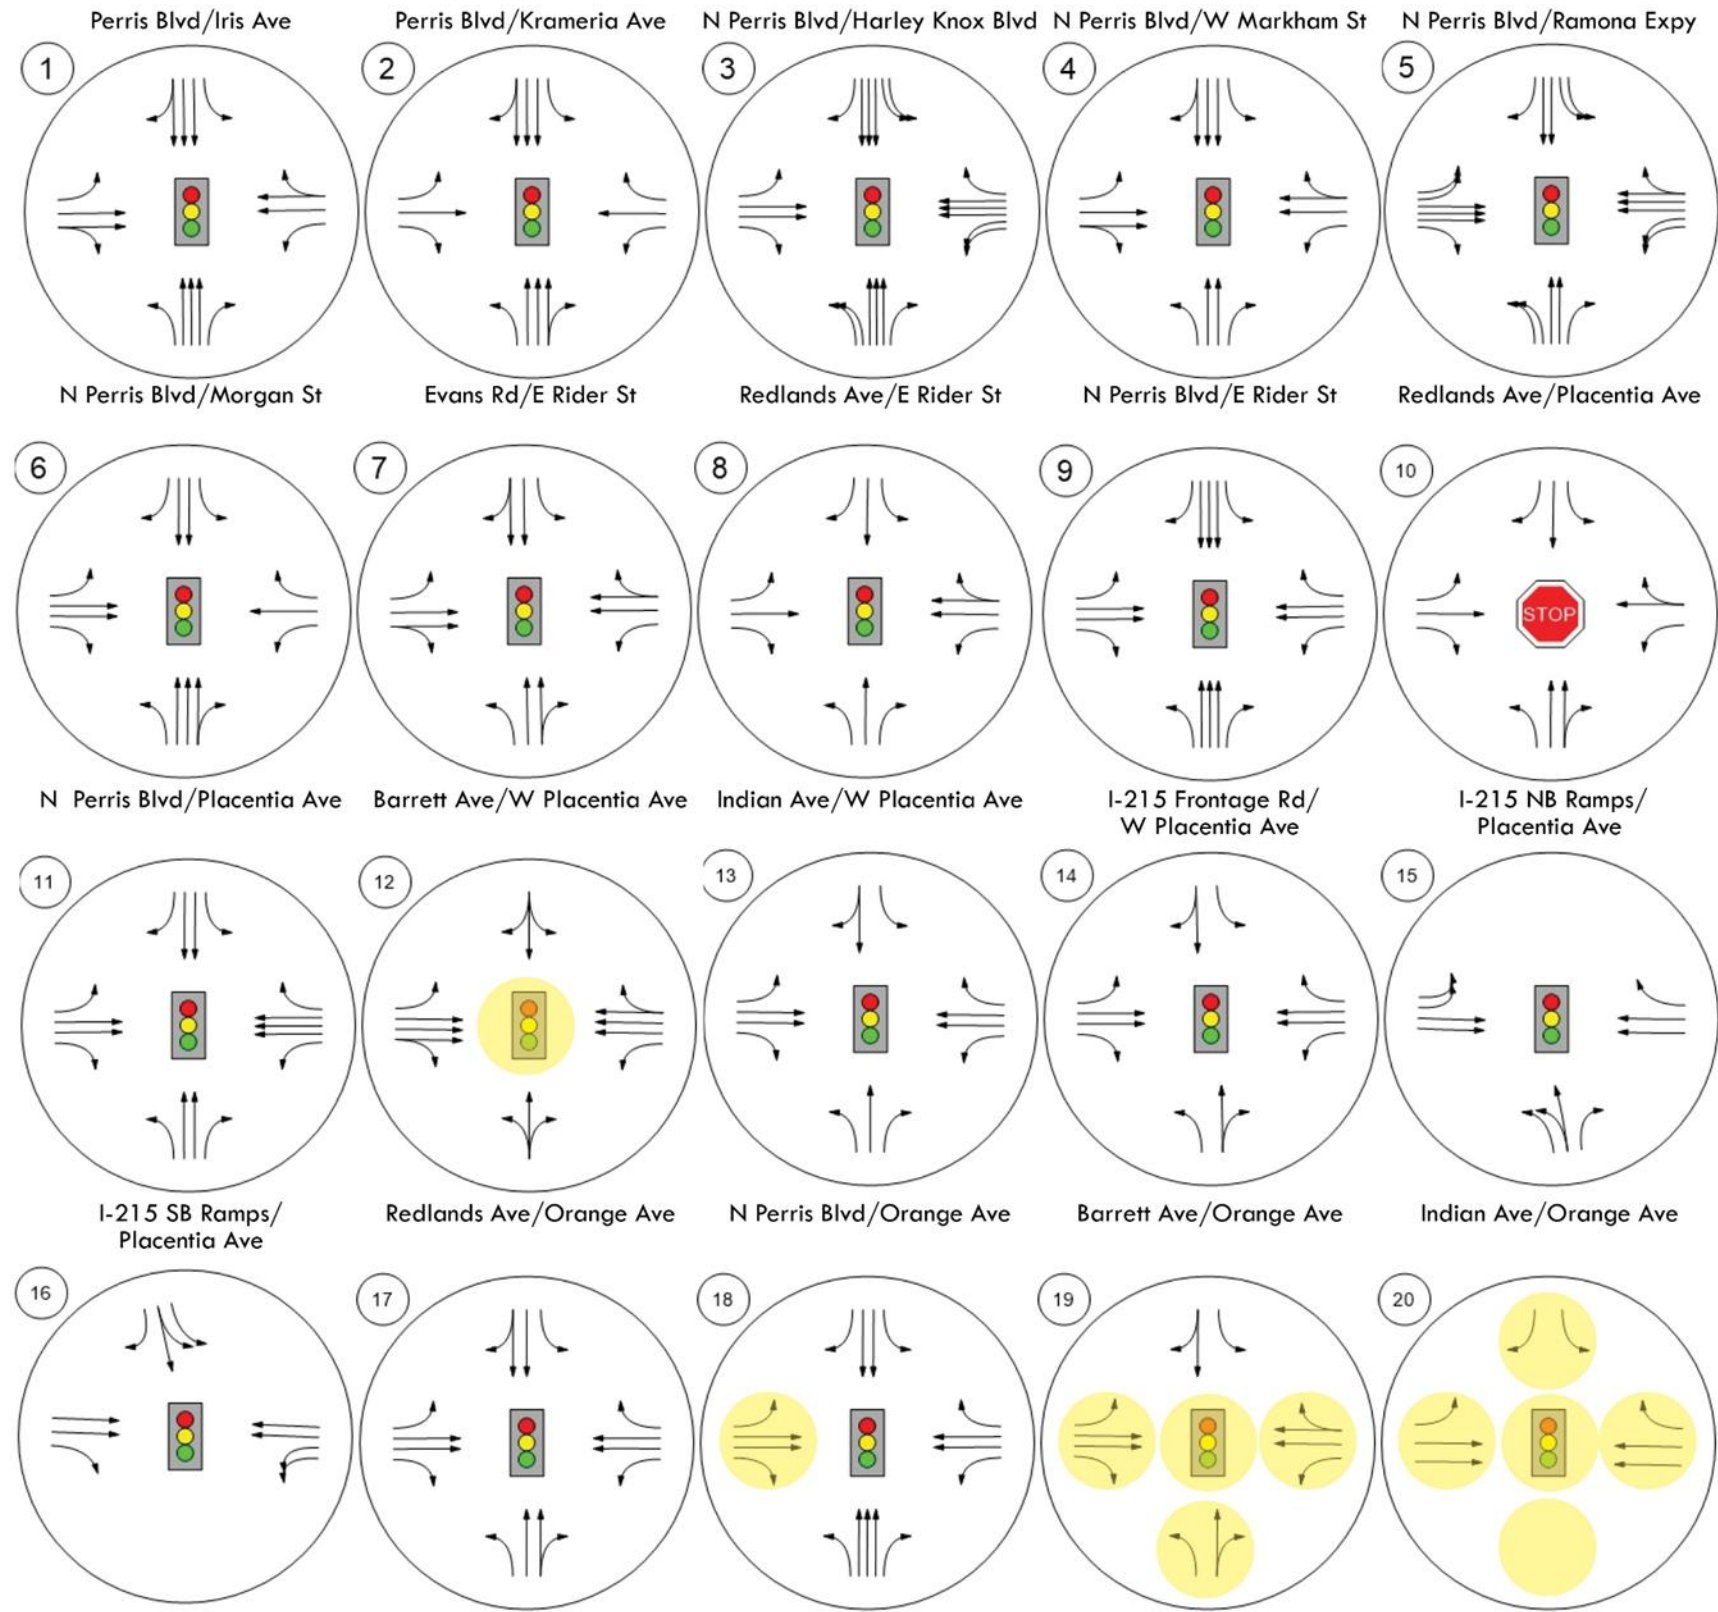 Perris Blvd/Iris Ave
Perris Blvd/Krameria Ave
N Perris Blvd/Harley Knox Blvd
N Perris Blvd/W Markham St
N Perris Blvd/Ramona Expy
1
2
3
4
5
N Perris Blvd/Morgan St
Evans Rd/E Rider St
Redlands Ave/E Rider St
N Perris Blvd/E Rider St
Redlands Ave/Placentia Ave
6
7
8
9
10
STOP
N Perris Blvd/Placentia Ave
Barrett Ave/W Placentia Ave
Indian Ave/W Placentia Ave
I-215 Frontage Rd/
W Placentia Ave
I-215 NB Ramps/
Placentia Ave
11
12
13
14
15
I-215 SB Ramps/
Placentia Ave
Redlands Ave/Orange Ave
N Perris Blvd/Orange Ave
Barrett Ave/Orange Ave
Indian Ave/Orange Ave
16
17
18
19
20